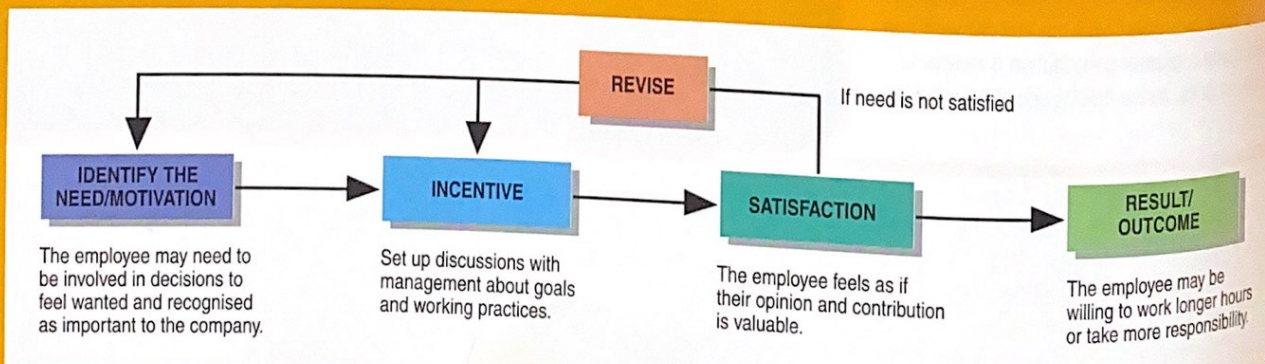 REVISE
If need is not satisfied
IDENTIFY THE
NEED/MOTIVATION
INCENTIVE
SATISFACTION
RESULT/
OUTCOME
The employee may need to
be involved in decisions to
feel wanted and recognised
as important to the company.
Set up discussions with
management about goals
and working practices.
The employee feels as if
their opinion and contribution
is valuable.
The employee may be
willing to work longer hours
or take more responsibility.